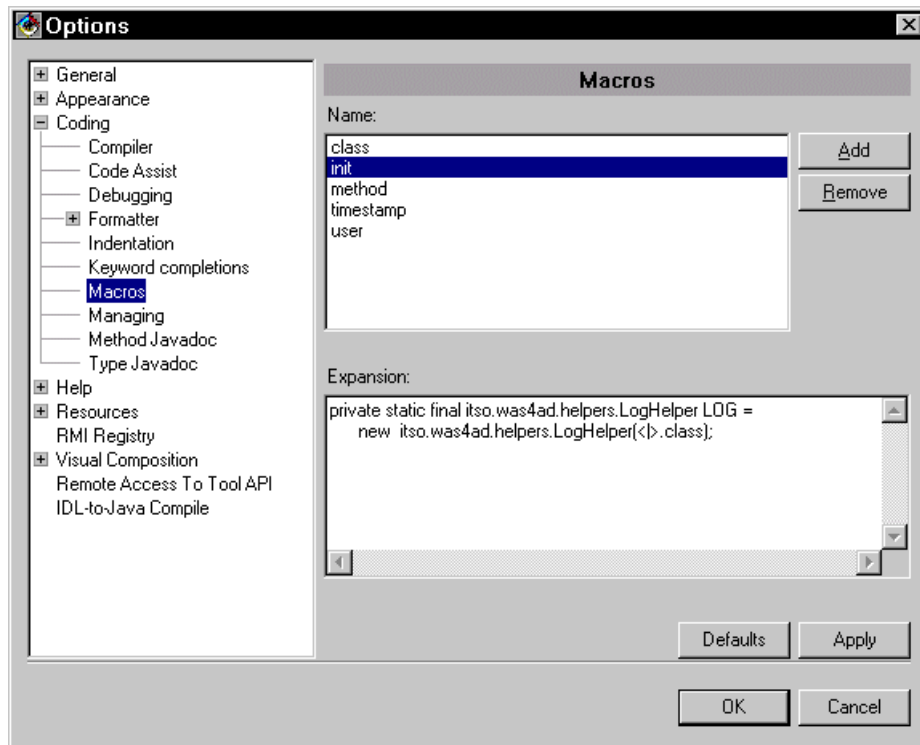 Options
General
Appearance
Coding
Compiler
Code Assist
Debugging
Formatter
Indentation
Keyword completions
Macros
Managing
Method Javadoc
Type Javadoc
Help
Resources
RMI Registry
Visual Composition
Remote Access To Tool API
IDL-to-Java Compile
Macros
Name:
class
init
method
timestamp
user
Add
Remove
Expansion:
private static final itso.was4ad.helpers.LogHelper LOG =
new itso.was4ad.helpers.LogHelper(<|>.class);
Defaults
Apply
OK
Cancel